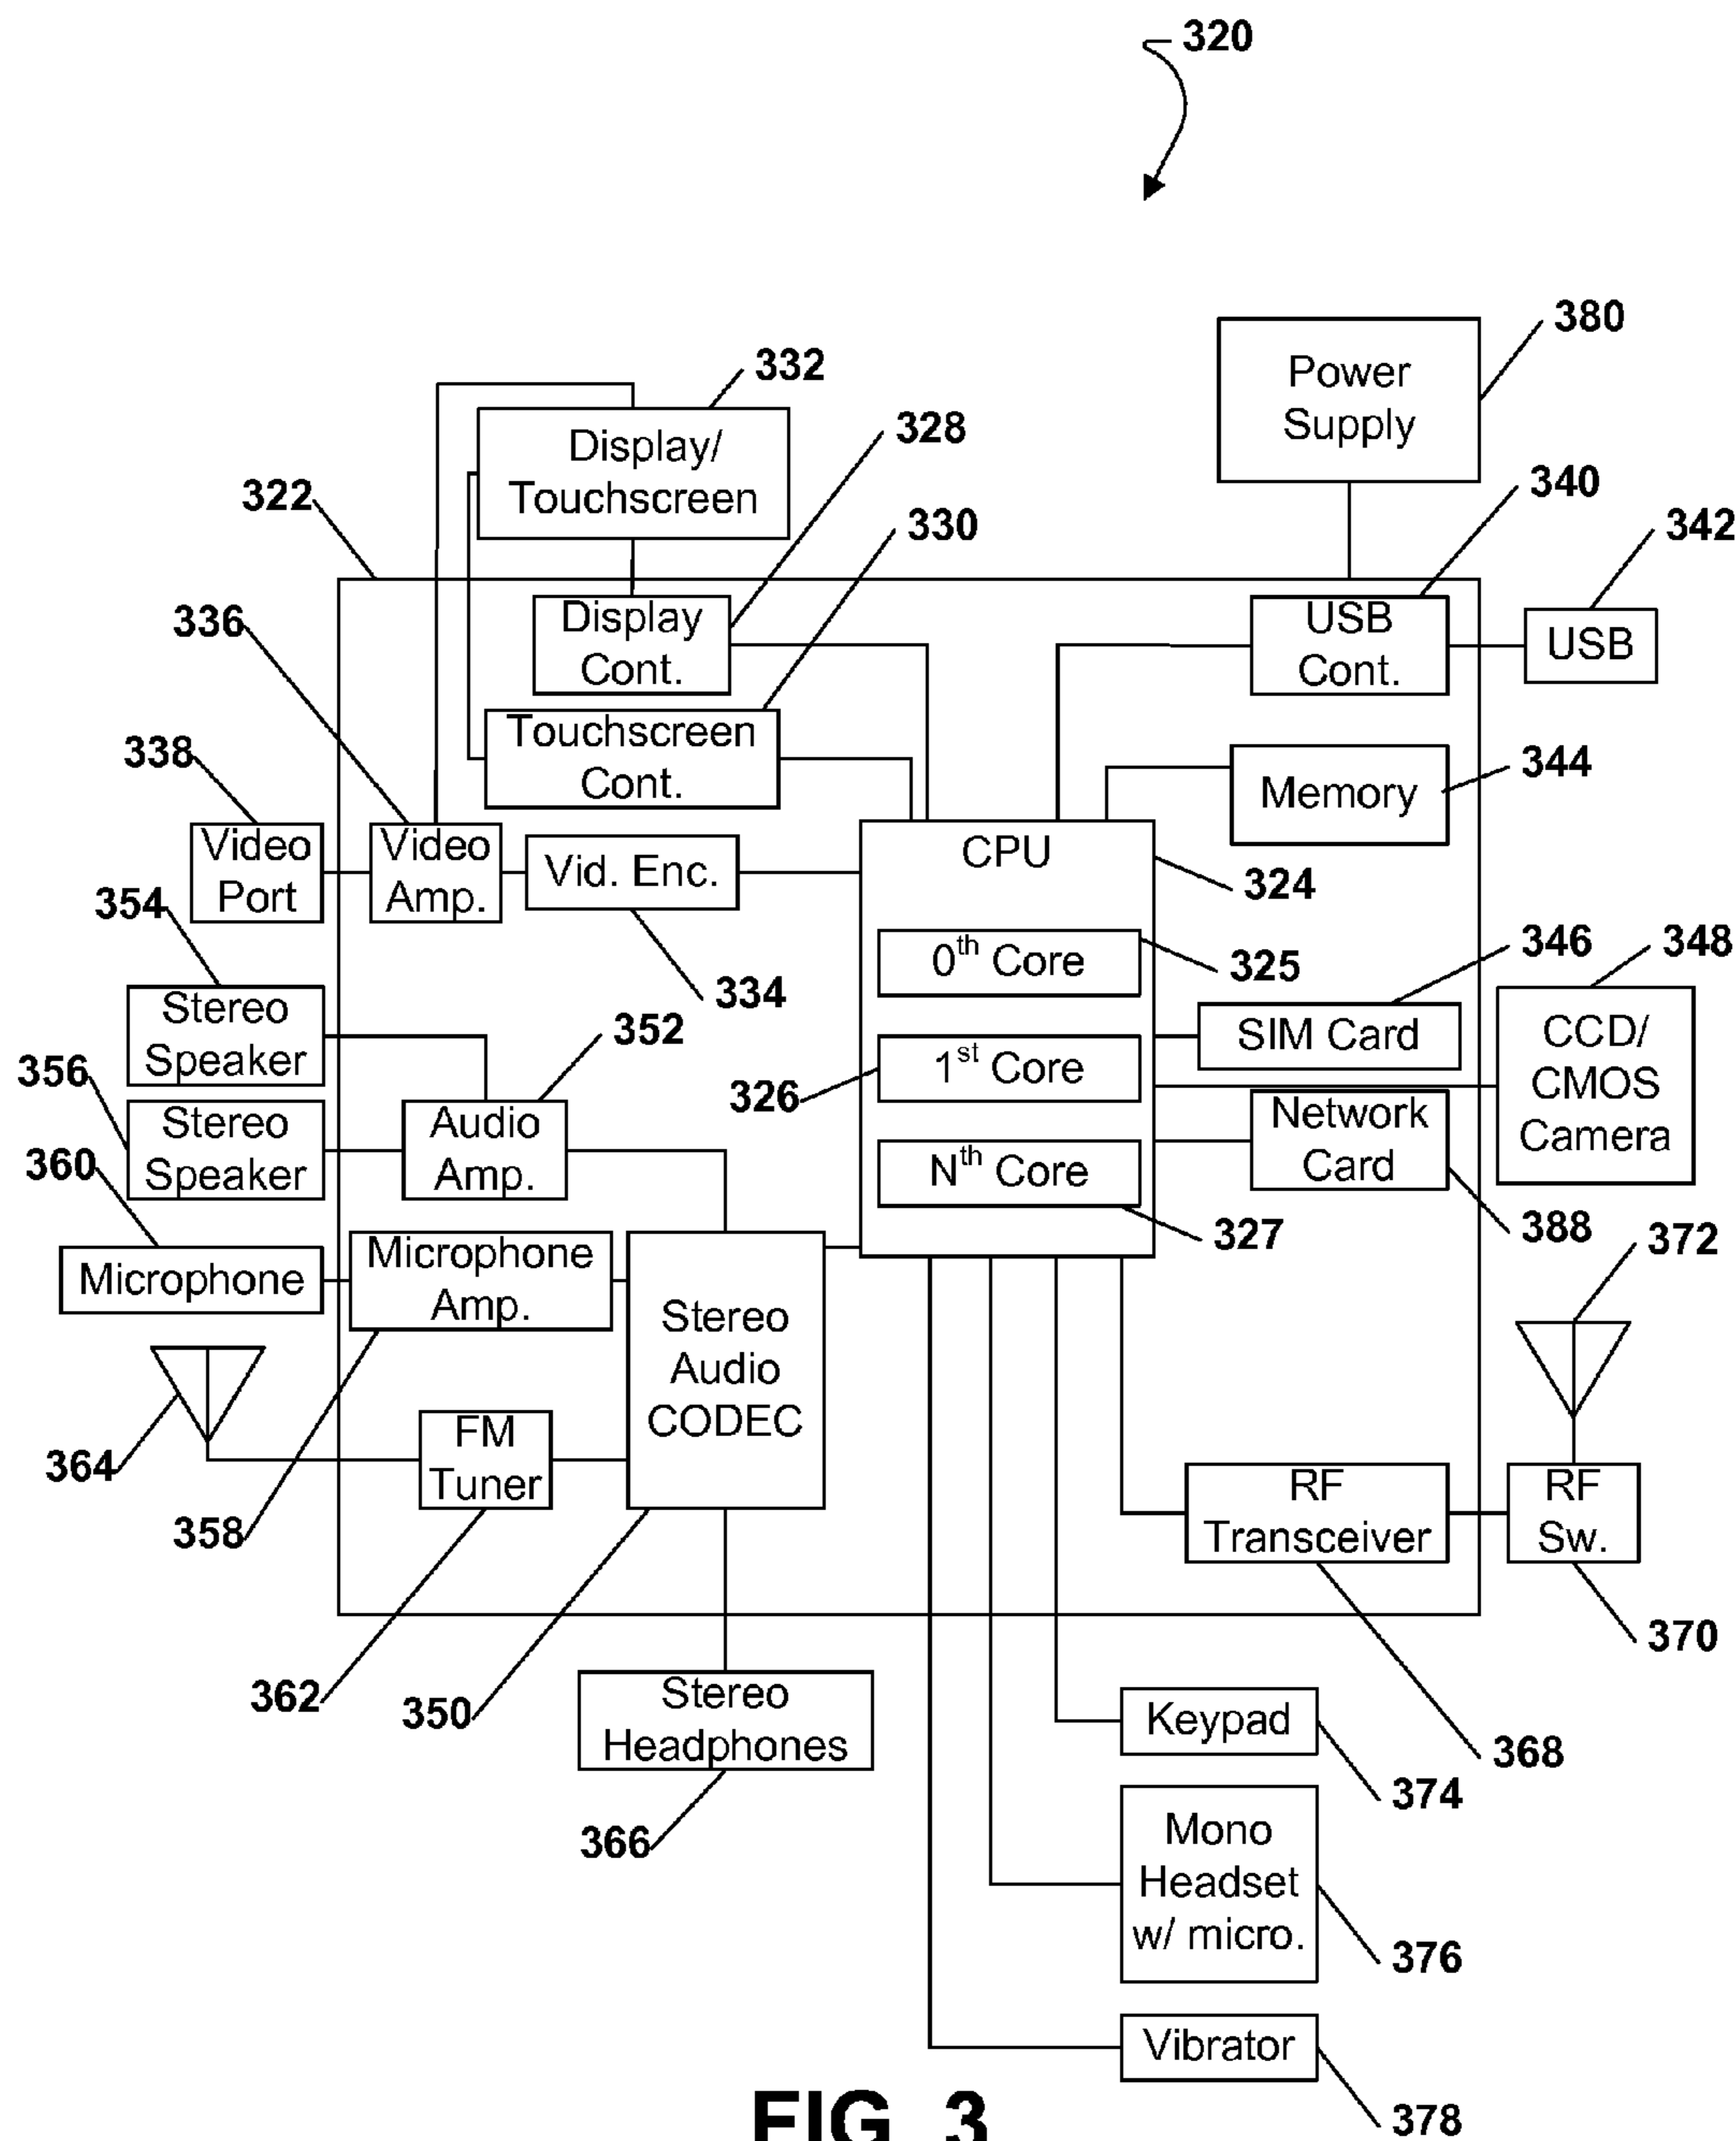 320
380
Power
Supply
332
Display/
Touchscreen
328
340
322
330
342
Display
Cont.
USB
Cont.
USB
336
Touchscreen
Cont.
338
344
Memory
Video
Port
Video
Amp.
Vid. Enc.
CPU
324
354
0th Core
325
346
348
334
Stereo
Speaker
352
SIM Card
CCD/
CMOS
Camera
356
1st Core
326
Stereo
Speaker
Audio
Amp.
Network
Card
360
Nth Core
327
388
372
Microphone
Microphone
Amp.
Stereo
Audio
CODEC
364
FM
Tuner
358
RF
Transceiver
RF
Sw.
370
362
350
Stereo
Headphones
Keypad
368
374
366
Mono
Headset
w/ micro.
376
Vibrator
378
FIG. 3